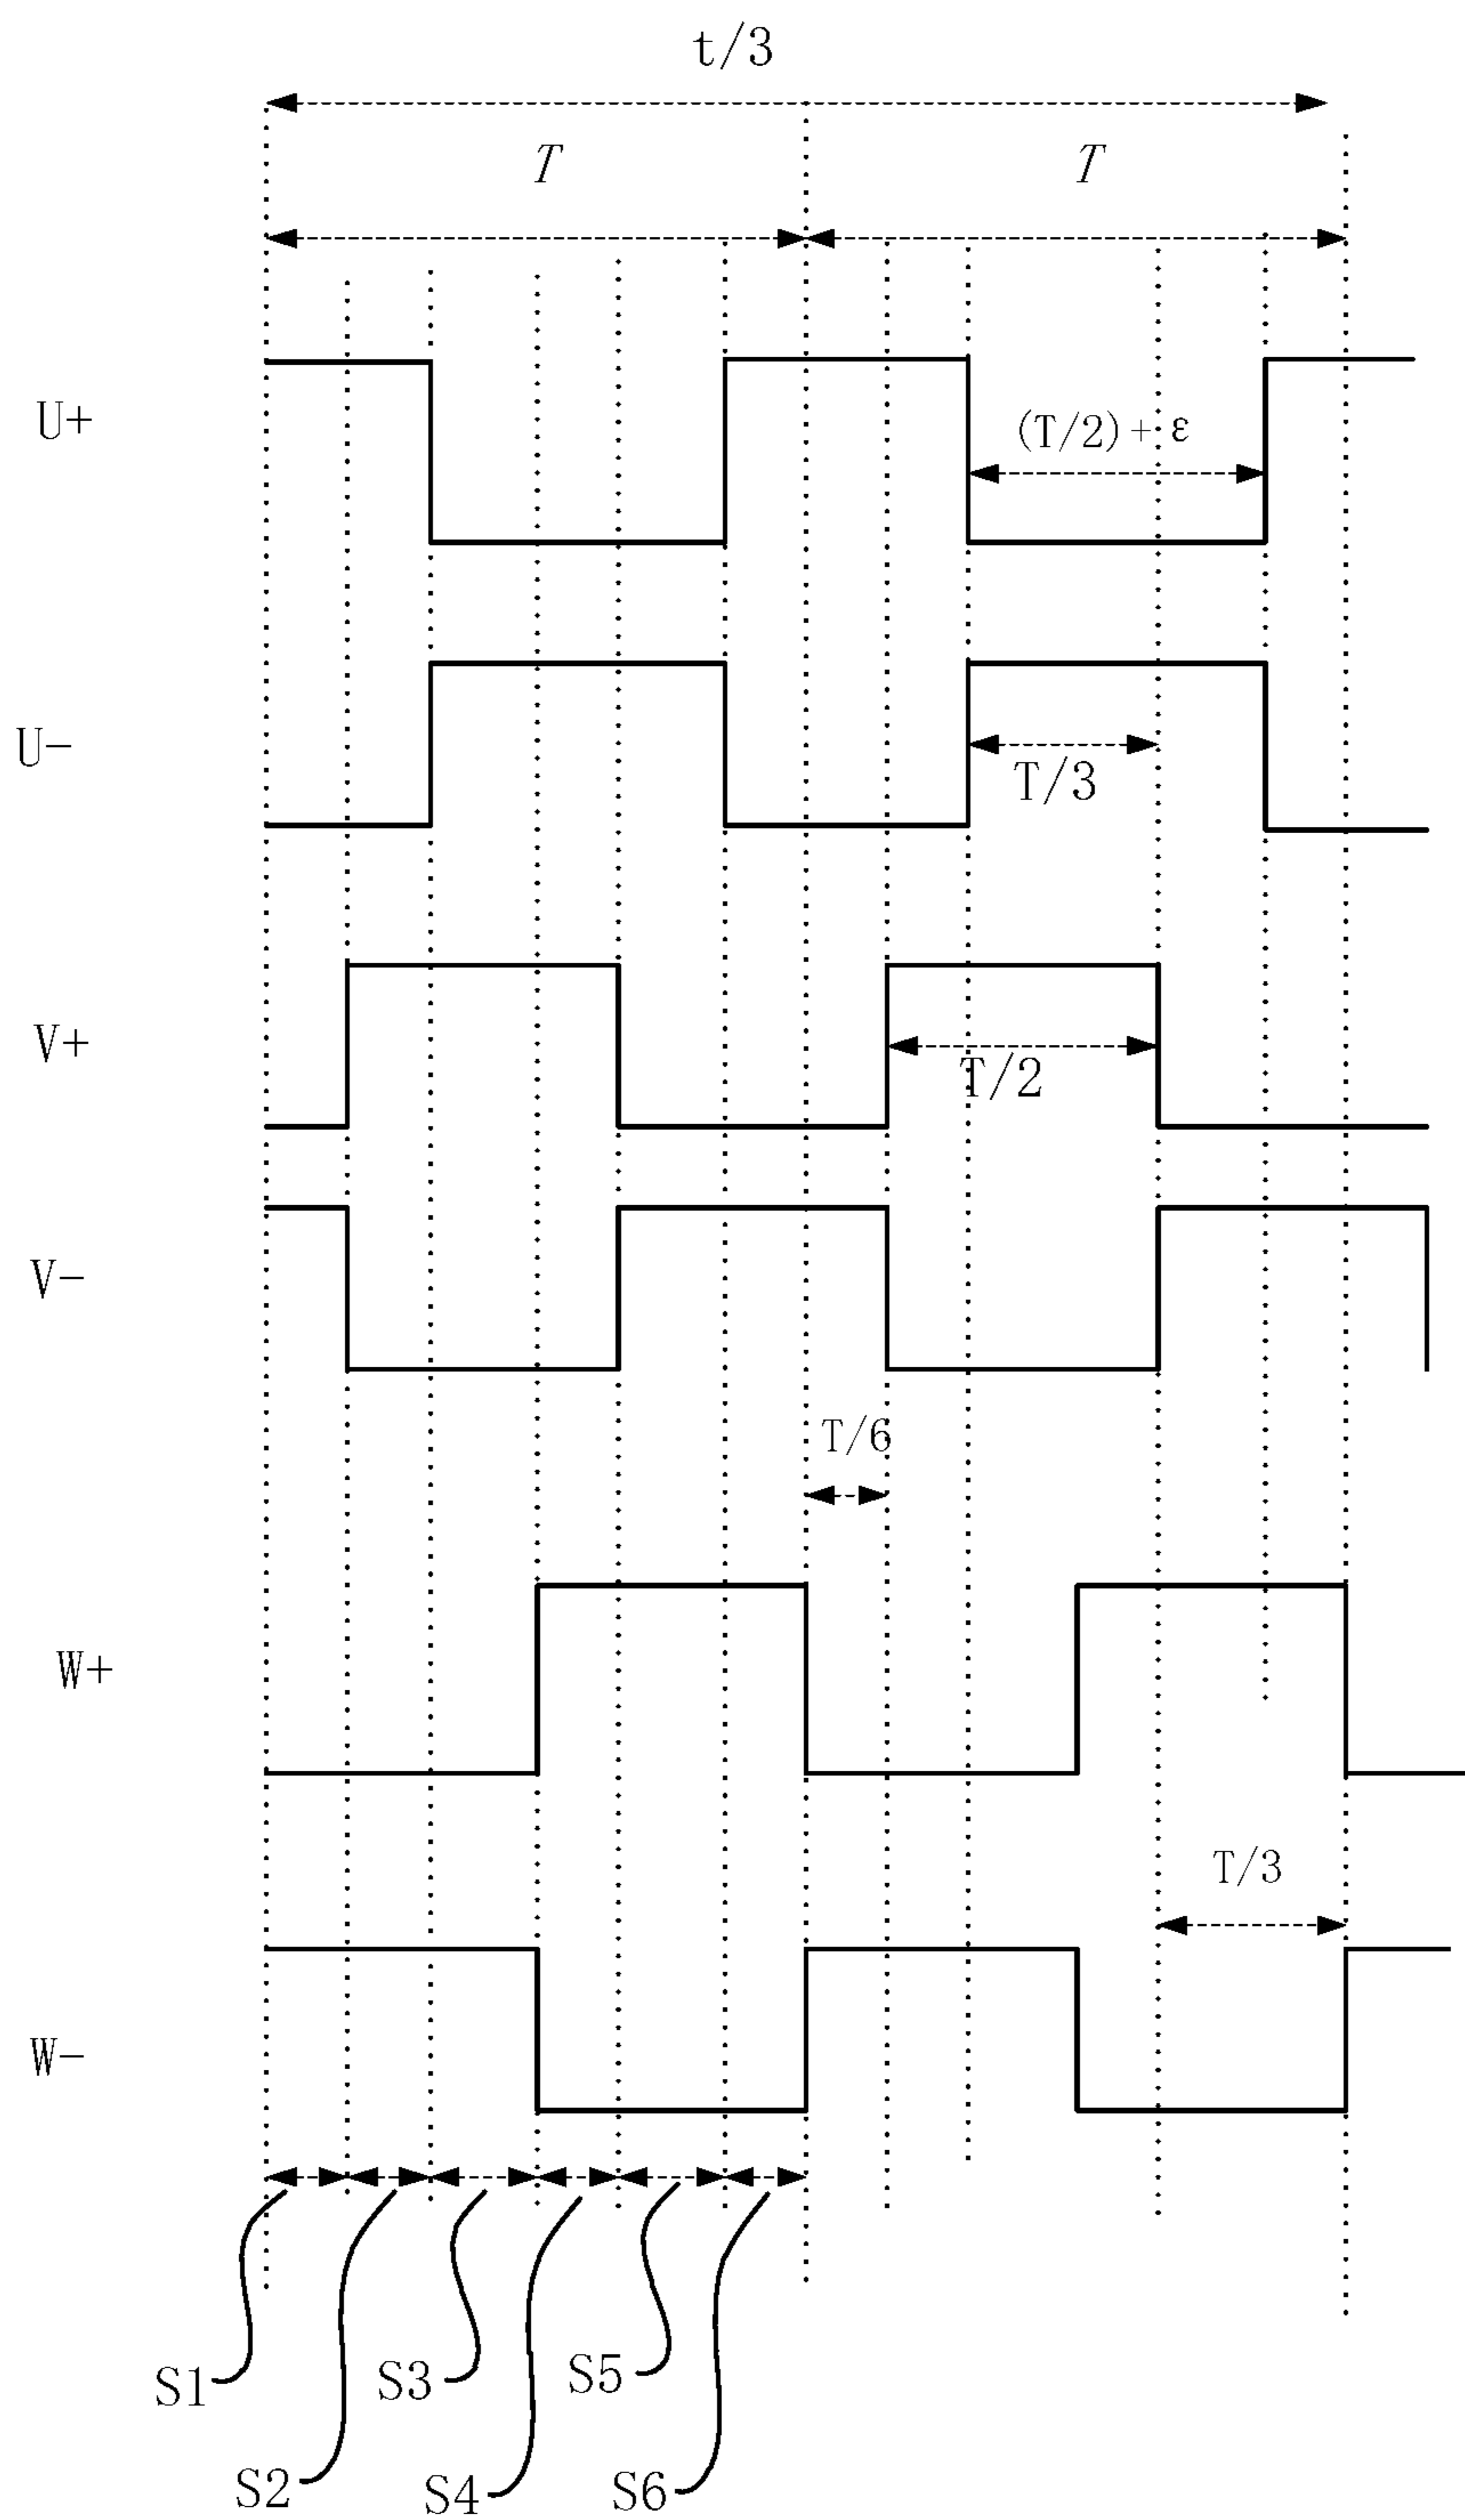 t/3
T
T
U+
(T/2)+ ε
U-
T/3
V+
T/2
V-
T/6
W+
T/3
W-
S1
S3
S5
S2
S4
S6